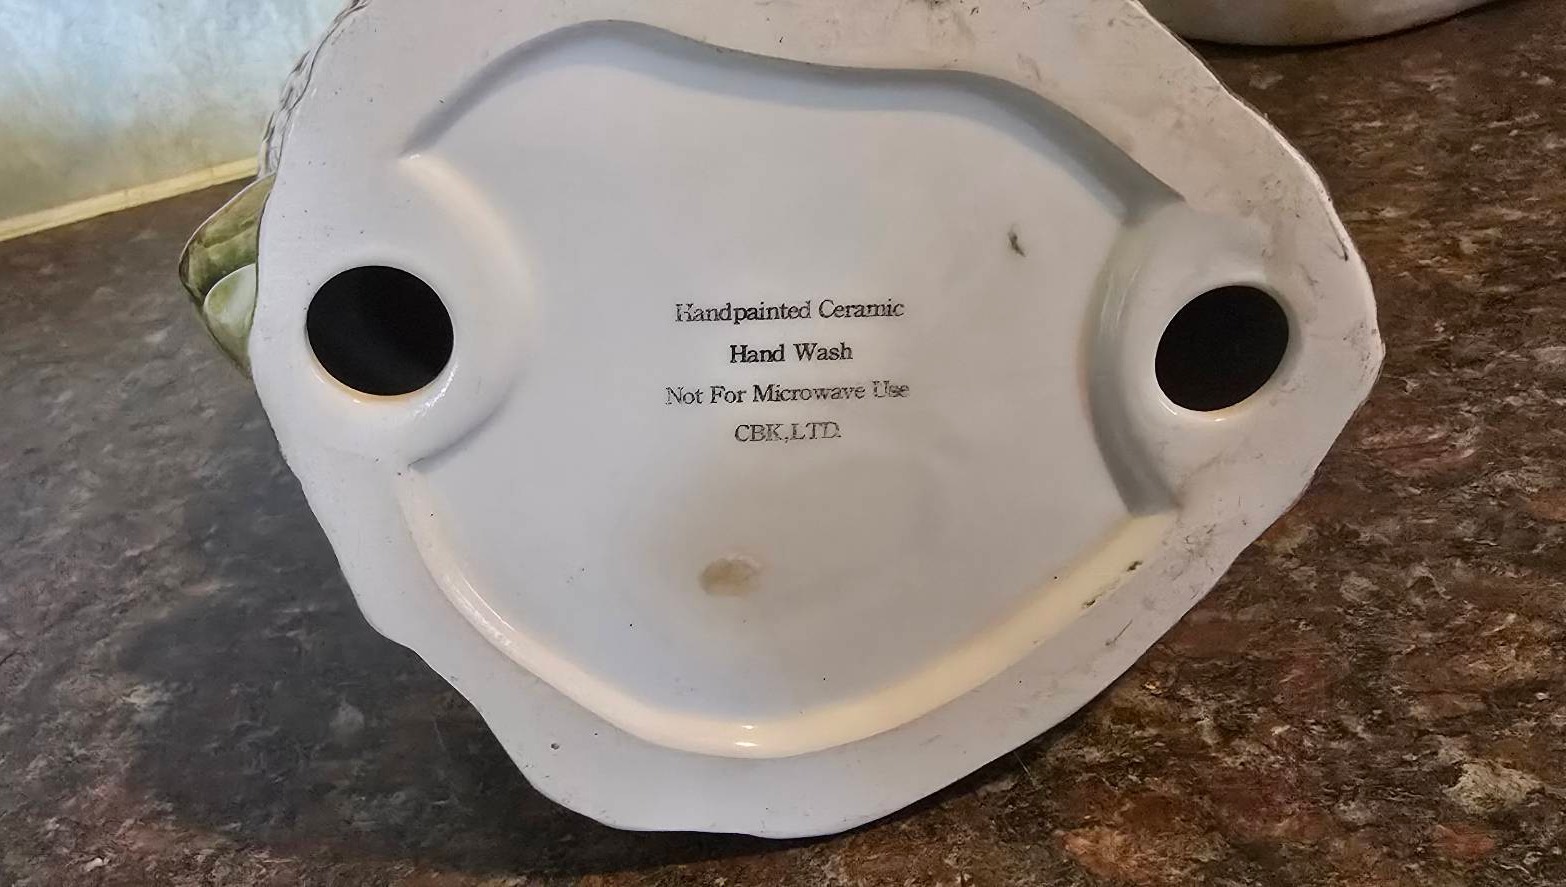 Handpainted Ceramic
Hand Wash
Not For Microwave Use
CBK,LTD.